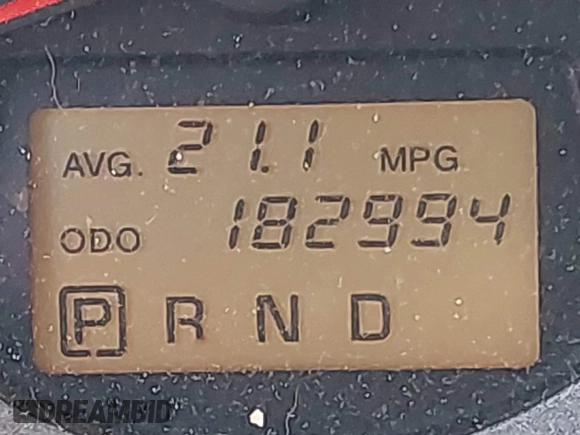 AVG. 21.1 MPG
ODO 182994
P R N D
DREAMBID